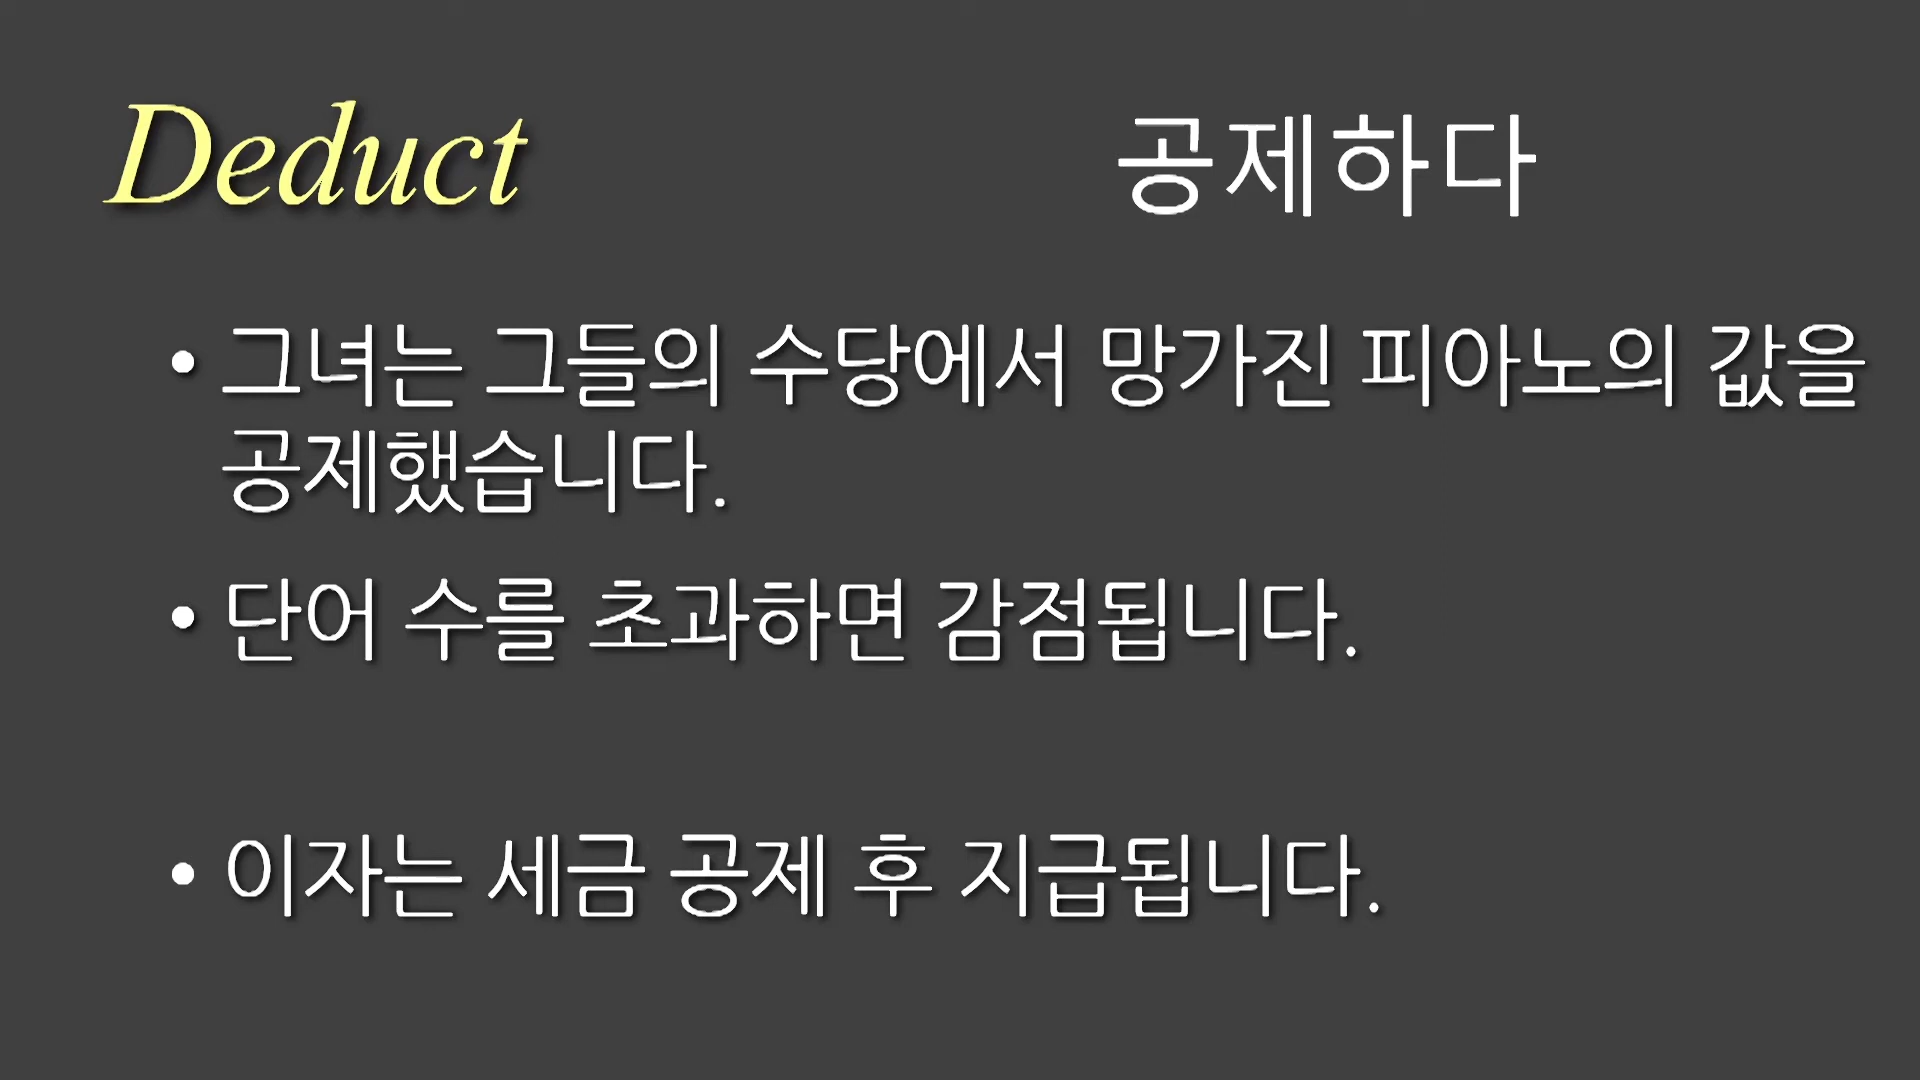 Deduct 공제하다
• 그녀는 그들의 수당에서 망가진 피아노의 값을
공제했습니다.
• 단어 수를 초과하면 감점됩니다.
• 이자는 세금 공제 후 지급됩니다.